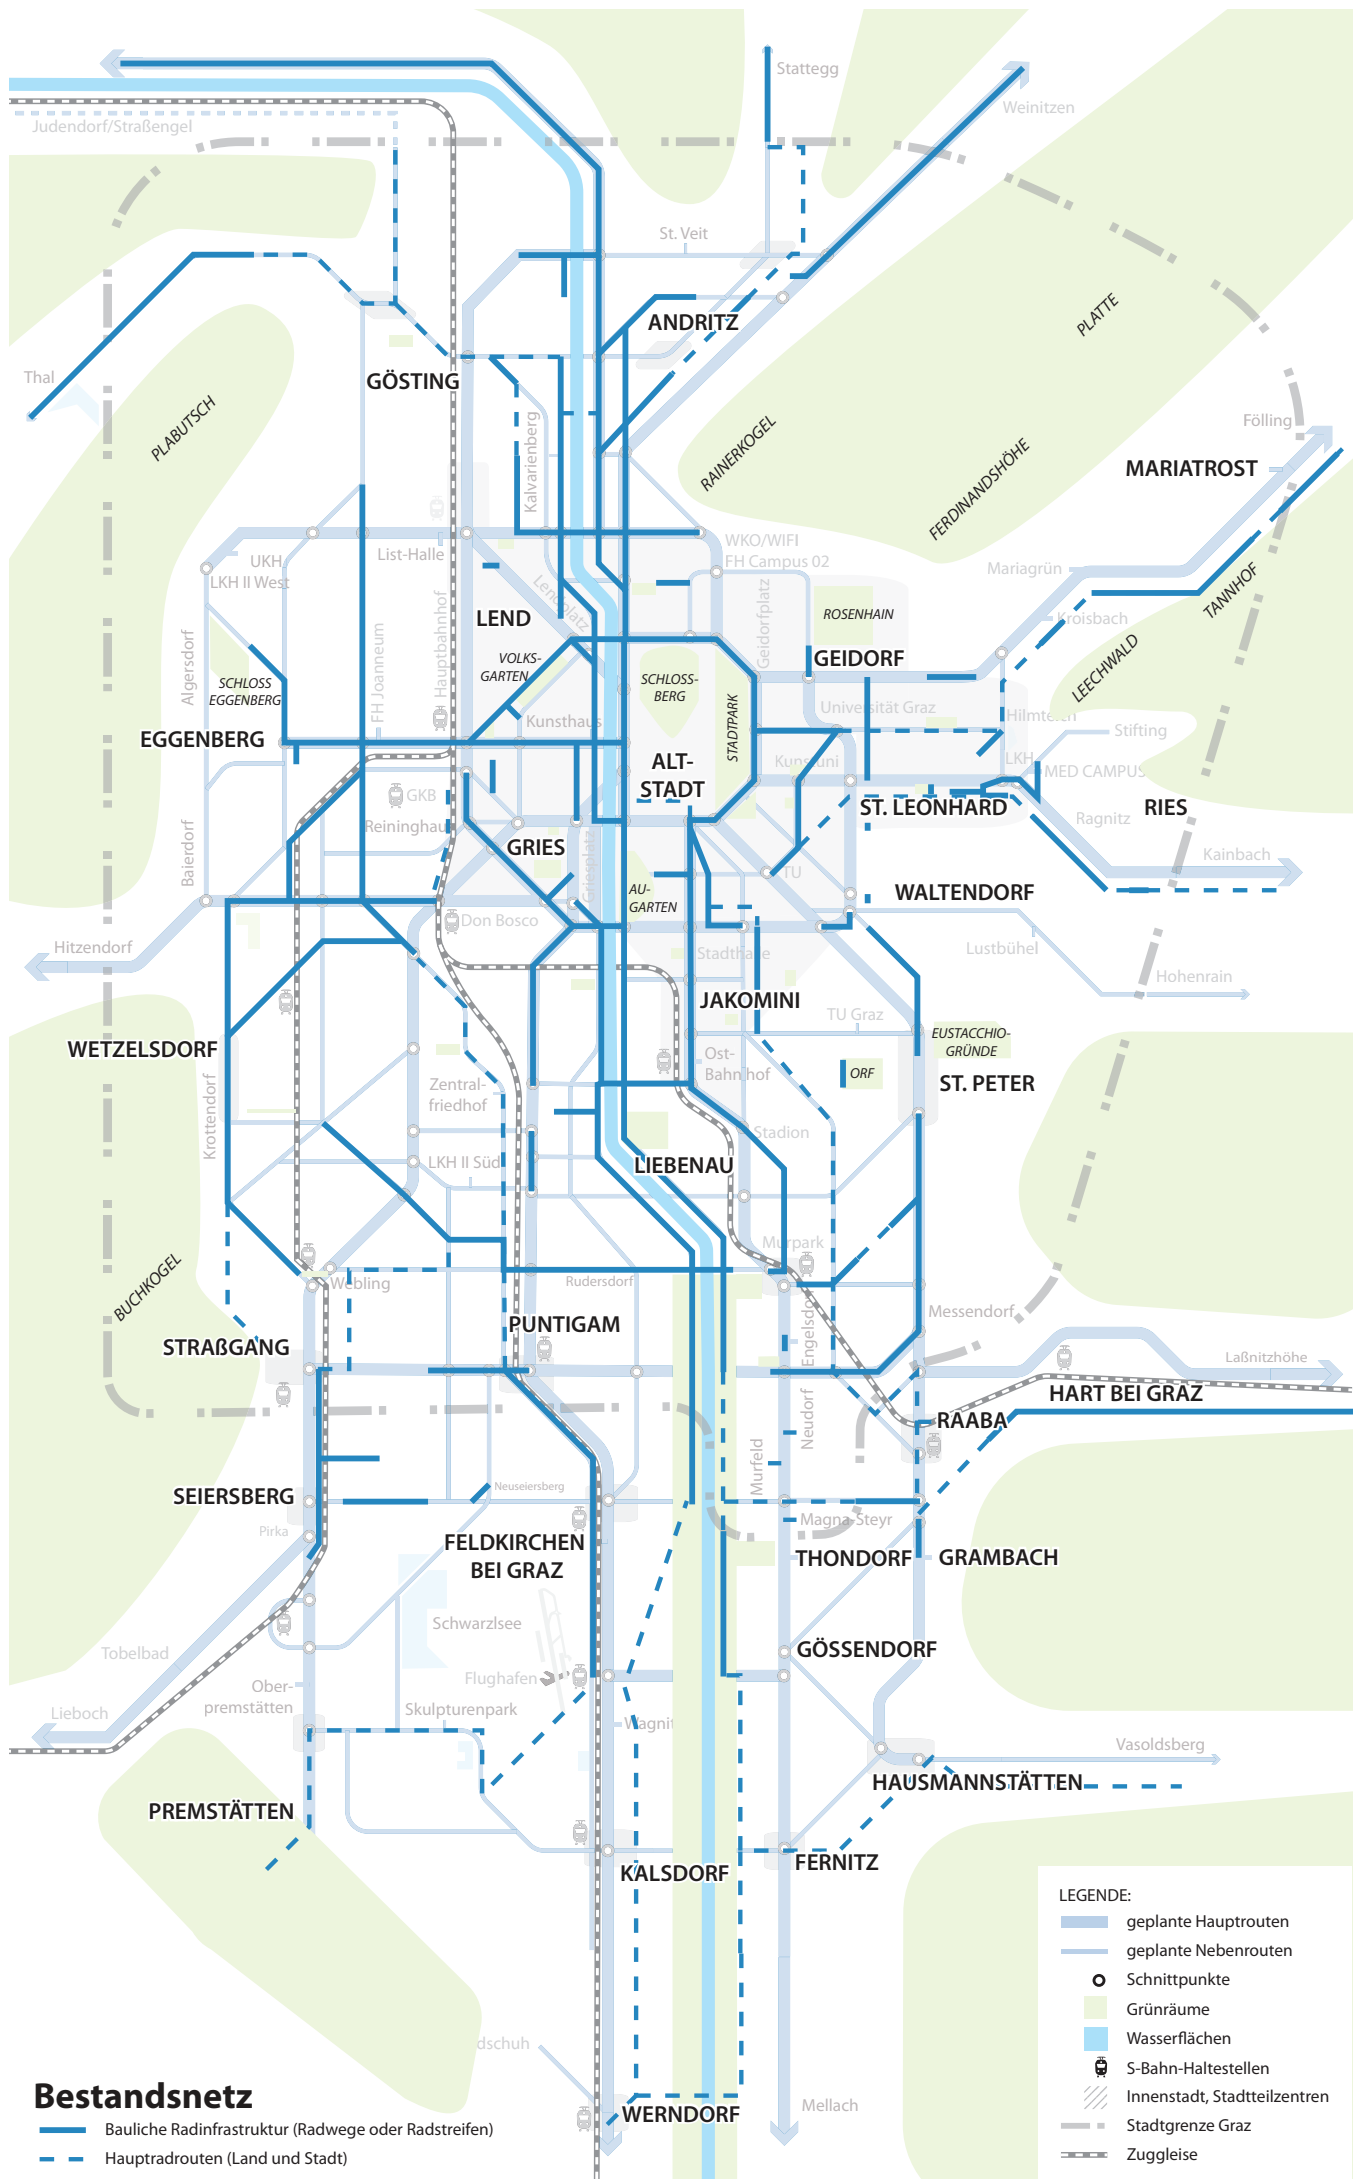 Stattegg
Weinitzen
Judendorf/Straßengel
St. Veit
PLATTE
ANDRITZ
Thal
GÖSTING
PLABUTSCH
Kalvarienberg
RAINERKOGEL
Fölling
FERDINANDSHÖHE
MARIATROST
WKO/WIFI
FH Campus 02
UKH
LKH II West
List-Halle
Mariagrün
TANNHOF
Lendplatz
LEND
Hauptbahnhof
FH Joanneum
Algersdorf
Geidorfplatz
ROSENHAIN
Kroisbach
LEECHWALD
GEIDORF
VOLKS-
GARTEN
SCHLOSS
EGGENBERG
SCHLOSS-
BERG
STADTPARK
Universität Graz
Hilmteich
Kunsthaus
Stifting
EGGENBERG
ALT-
STADT
Kunstuni
LKH
MED CAMPUS
GKB
ST. LEONHARD
RIES
Ragnitz
Reininghau
GRIES
Griesplatz
Kainbach
Baierdorf
TU
AU-
GARTEN
WALTENDORF
Don Bosco
Hitzendorf
Stadthalle
Lustbühel
Hohenrain
JAKOMINI
TU Graz
EUSTACCHIO-
GRÜNDE
WETZELSDORF
Ost-
Bahnhof
ORF
ST. PETER
Zentral-
friedhof
Krottendorf
Stadion
LKH II Süd
LIEBENAU
Murpark
BUCHKOGEL
Webling
Rudersdorf
Messendorf
PUNTIGAM
Engelsdorf
STRAßGANG
Laßnitzhöhe
HART BEI GRAZ
Neudorf
RAABA
Murfeld
SEIERSBERG
Neuseiersberg
Magna-Steyr
Pirka
FELDKIRCHEN
BEI GRAZ
THONDORF
GRAMBACH
Schwarzlsee
Tobelbad
GÖSSENDORF
Flughafen
Ober-
premstätten
Lieboch
Skulpturenpark
Vasoldsberg
HAUSMANNSTÄTTEN
PREMSTÄTTEN
FERNITZ
KALSDORF
LEGENDE:
geplante Hauptrouten
geplante Nebenrouten
Schnittpunkte
Grünräume
Wasserflächen
S-Bahn-Haltestellen
Innenstadt, Stadtteilzentren
Stadtgrenze Graz
Zuggleise
dschuh
Mellach
WERNDORF
Bestandsnetz
Bauliche Radinfrastruktur (Radwege oder Radstreifen)
Hauptradrouten (Land und Stadt)